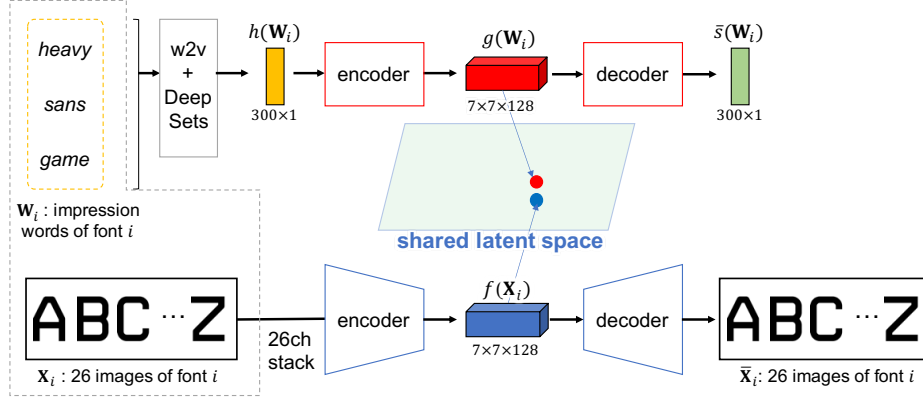 heavy
sans
game
W_i : impression
words of font i
w2v
+
Deep
Sets
h(W_i)
300×1
encoder
g(W_i)
7×7×128
decoder
s̄(W_i)
300×1
shared latent space
ABC ⋯ Z
X_i : 26 images of font i
26ch
stack
encoder
f(X_i)
7×7×128
decoder
ABC ⋯ Z
X̄_i: 26 images of font i